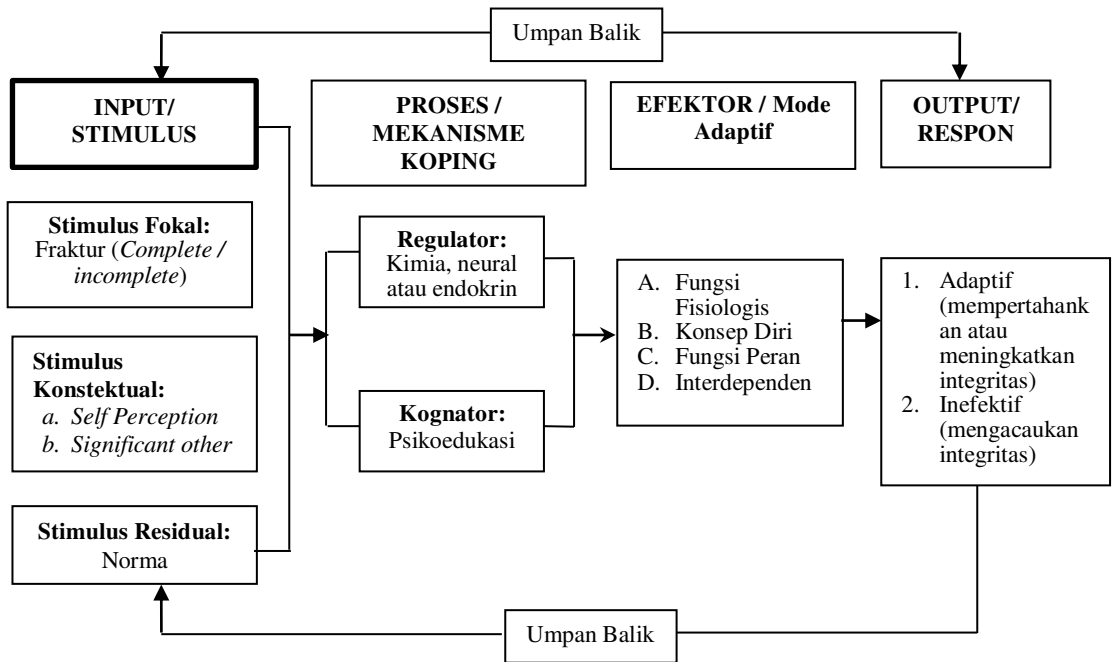 Umpan Balik
INPUT/
STIMULUS
PROSES /
MEKANISME
KOPING
EFEKTOR / Mode
Adaptif
OUTPUT/
RESPON
Stimulus Fokal:
Fraktur (Complete /
incomplete)
Stimulus
Konstektual:
a. Self Perception
b. Significant other
Stimulus Residual:
Norma
Regulator:
Kimia, neural
atau endokrin
Kognator:
Psikoedukasi
A. Fungsi
Fisiologis
B. Konsep Diri
C. Fungsi Peran
D. Interdependen
1. Adaptif
(mempertahank
an atau
meningkatkan
integritas)
2. Inefektif
(mengacaukan
integritas)
Umpan Balik